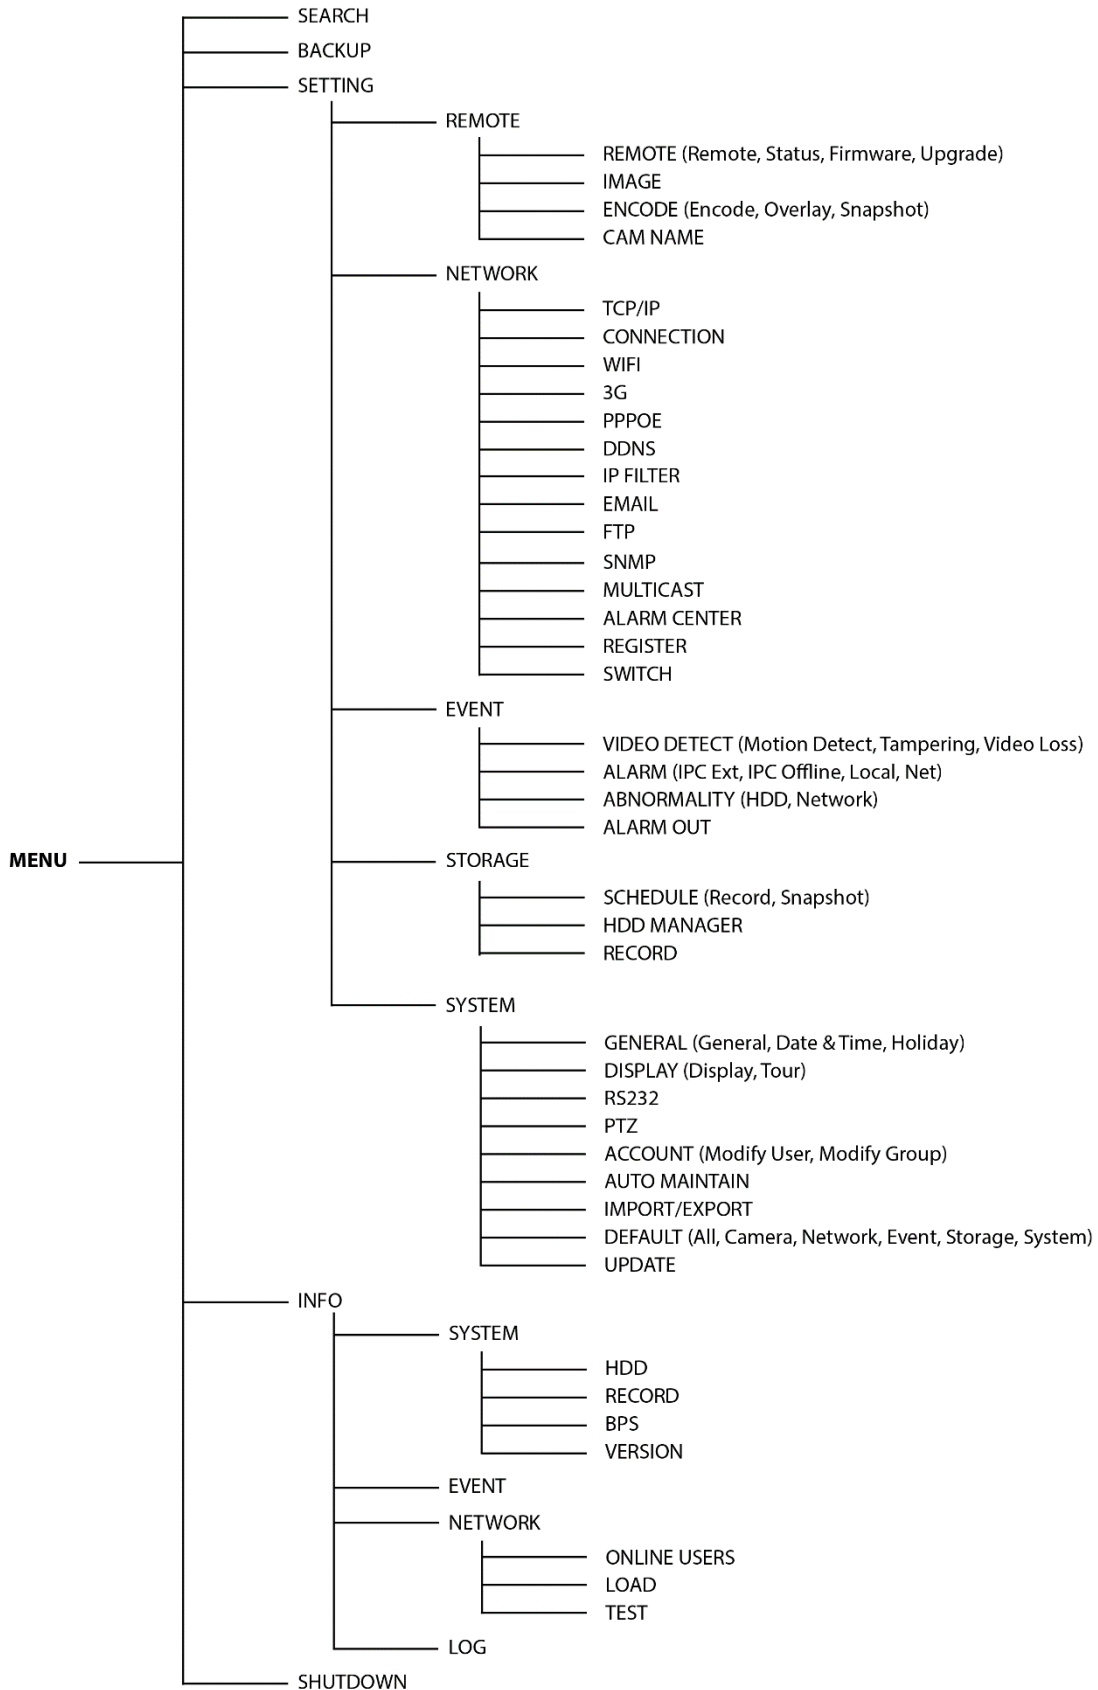 SEARCH
BACKUP
SETTING
REMOTE
REMOTE (Remote, Status, Firmware, Upgrade)
IMAGE
ENCODE (Encode, Overlay, Snapshot)
CAM NAME
NETWORK
TCP/IP
CONNECTION
WIFI
3G
PPPOE
DDNS
IP FILTER
EMAIL
FTP
SNMP
MULTICAST
ALARM CENTER
REGISTER
SWITCH
EVENT
VIDEO DETECT (Motion Detect, Tampering, Video Loss)
ALARM (IPC Ext, IPC Offline, Local, Net)
ABNORMALITY (HDD, Network)
ALARM OUT
MENU
STORAGE
SCHEDULE (Record, Snapshot)
HDD MANAGER
RECORD
SYSTEM
GENERAL (General, Date & Time, Holiday)
DISPLAY (Display, Tour)
RS232
PTZ
ACCOUNT (Modify User, Modify Group)
AUTO MAINTAIN
IMPORT/EXPORT
DEFAULT (All, Camera, Network, Event, Storage, System)
UPDATE
INFO
SYSTEM
HDD
RECORD
BPS
VERSION
EVENT
NETWORK
ONLINE USERS
LOAD
TEST
LOG
SHUTDOWN